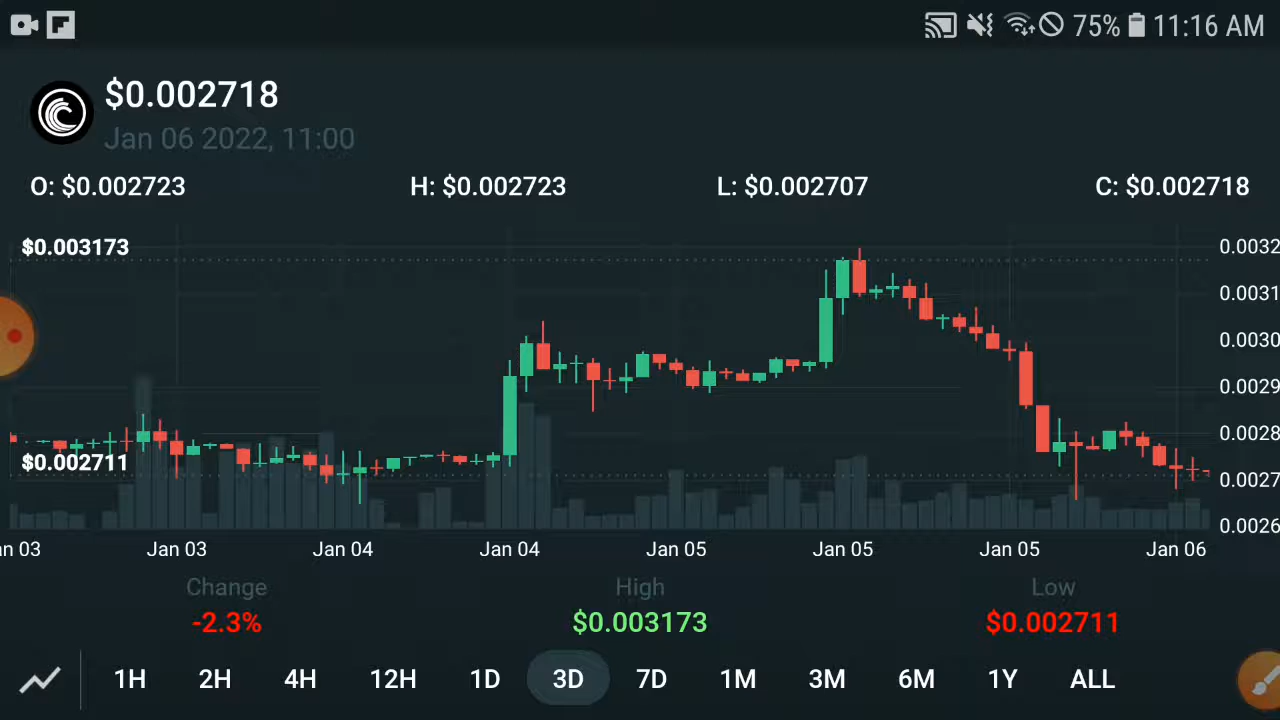 75% 11:16 AM
$0.002718
Jan 06 2022, 11:00
O: $0.002723 H: $0.002723 L: $0.002707 C: $0.002718
$0.003173
0.0032
0.0031
0.0030
0.0029
0.0028
$0.002711
0.0027
0.0026
an 03 Jan 03 Jan 04 Jan 04 Jan 05 Jan 05 Jan 05 Jan 06
Change High Low
-2.3% $0.003173 $0.002711
1H 2H 4H 12H 1D 3D 7D 1M 3M 6M 1Y ALL